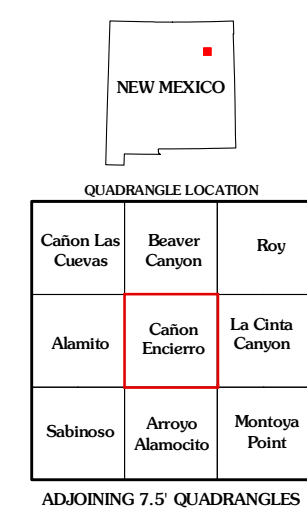 NEW MEXICO
QUADRANGLE LOCATION
Cañon Las
Cuevas
Beaver
Canyon
Roy
Alamito
Cañon
Encierro
La Cinta
Canyon
Sabinoso
Arroyo
Alamocito
Montoya
Point
ADJOINING 7.5' QUADRANGLES